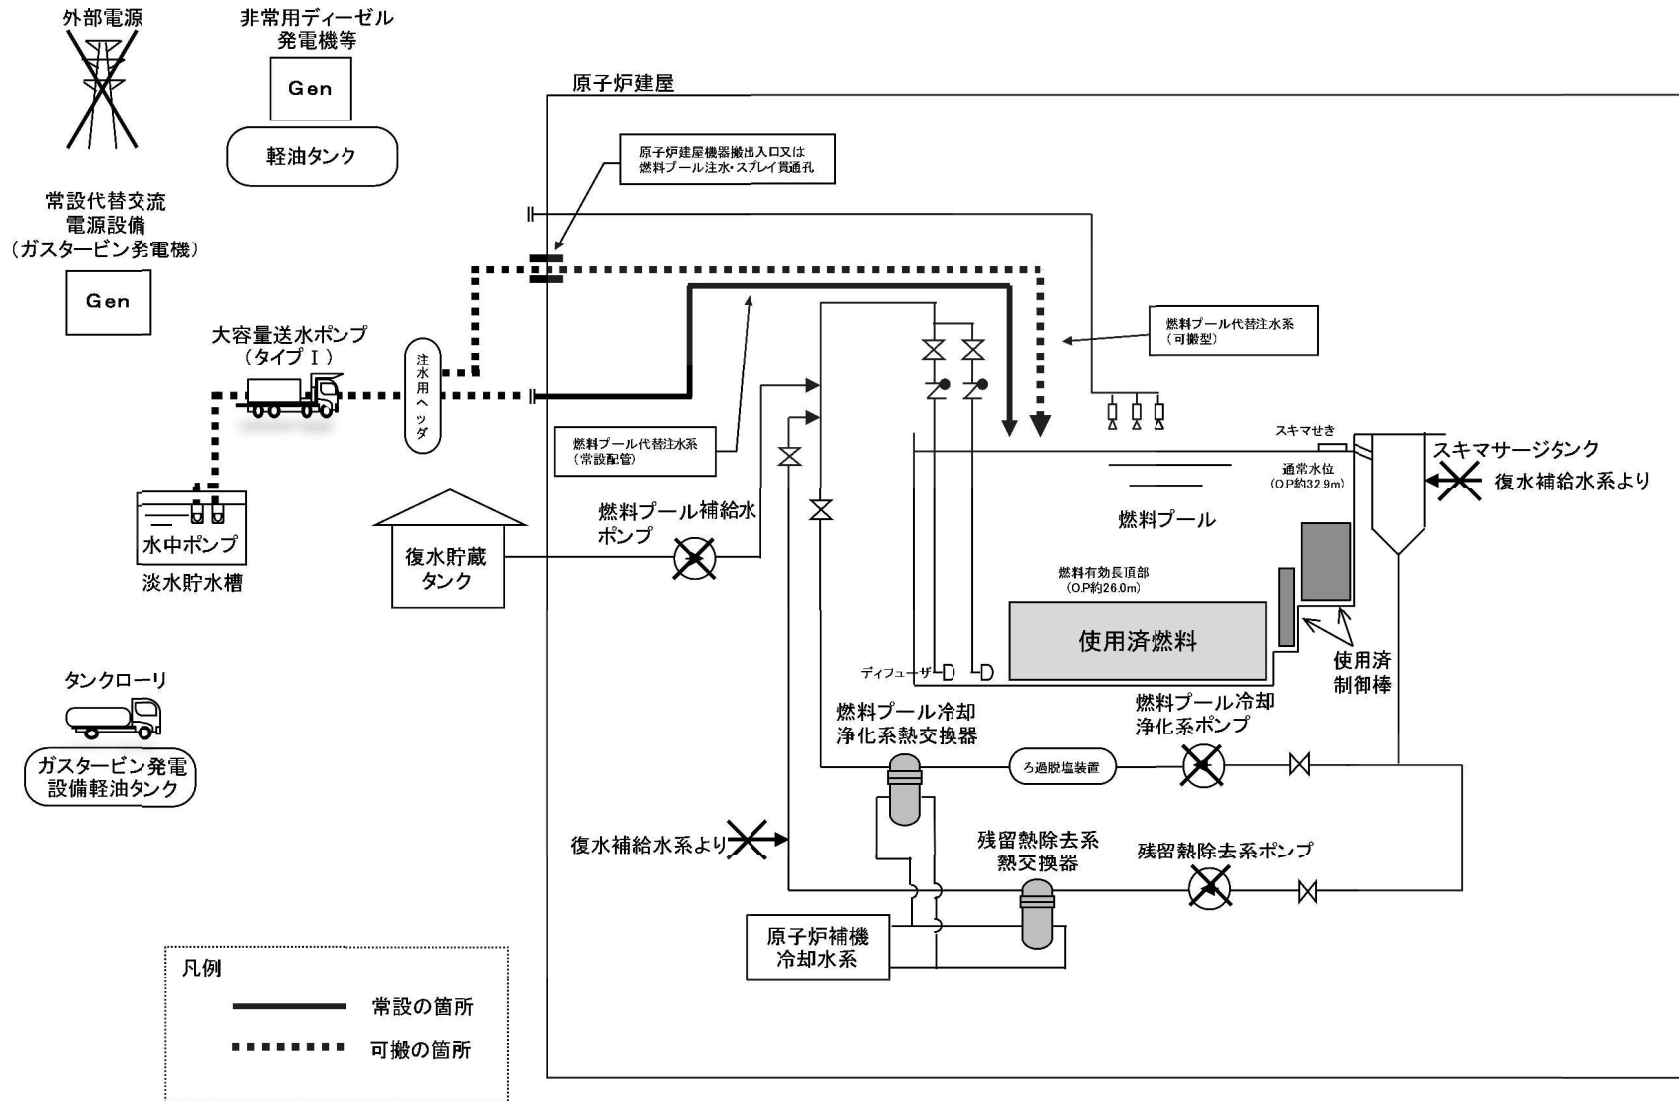 外部電源
非常用ディーゼル
発電機等
Gen
軽油タンク
常設代替交流
電源設備
（ガスタービン発電機）
Gen
原子炉建屋
原子炉建屋機器搬出入口又は
燃料プール注水・スプレイ貫通孔
大容量送水ポンプ
（タイプⅠ）
注水用ヘッダ
燃料プール代替注水系
（可搬型）
燃料プール代替注水系
（常設配管）
スキマせき
スキマサージタンク
通常水位
（O.P約32.9m）
復水補給水系より
燃料プール
燃料プール補給水
ポンプ
復水貯蔵
タンク
水中ポンプ
淡水貯水槽
燃料有効長頂部
（O.P約26.0m）
使用済燃料
ディフューザ
使用済
制御棒
タンクローリ
ガスタービン発電
設備軽油タンク
燃料プール冷却
浄化系熱交換器
燃料プール冷却
浄化系ポンプ
ろ過脱塩装置
復水補給水系より
残留熱除去系
熱交換器
残留熱除去系ポンプ
原子炉補機
冷却水系
凡例
常設の箇所
可搬の箇所